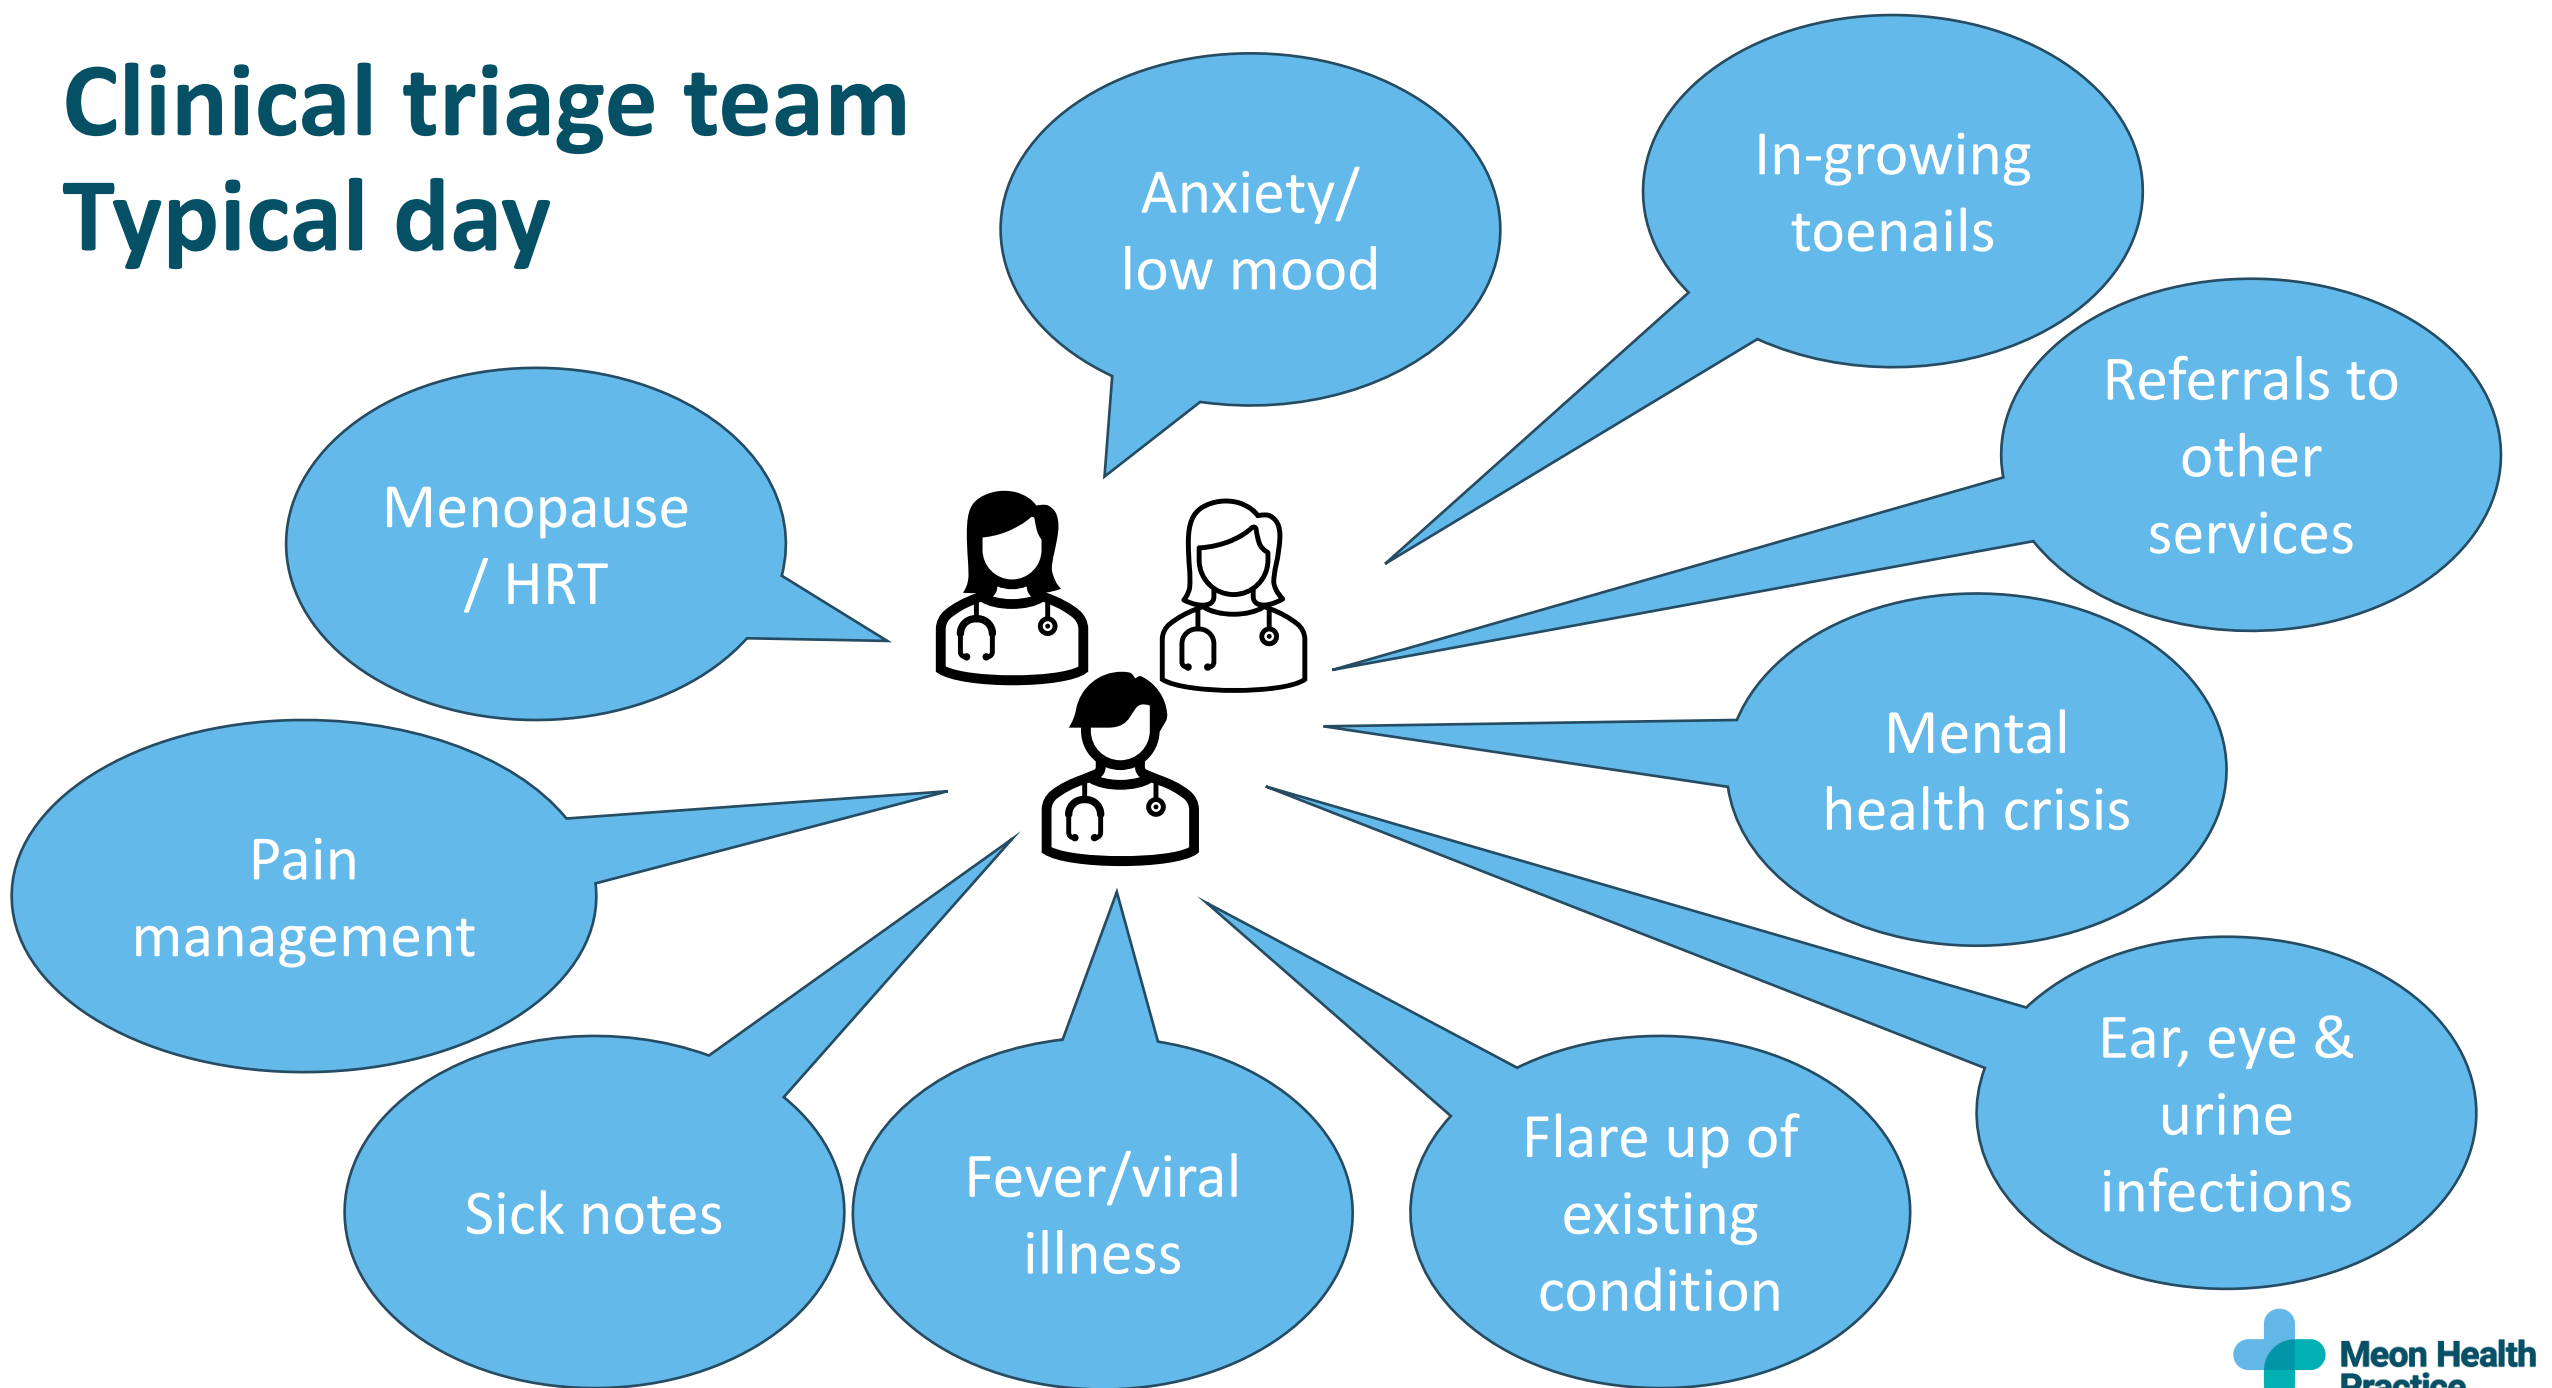 Clinical triage team
Typical day
Anxiety/
low mood
In-growing
toenails
Referrals to
other
services
Menopause
/ HRT
Mental
health crisis
Pain
management
Ear, eye &
urine
infections
Sick notes
Fever/viral
illness
Flare up of
existing
condition
Meon Health
Practice